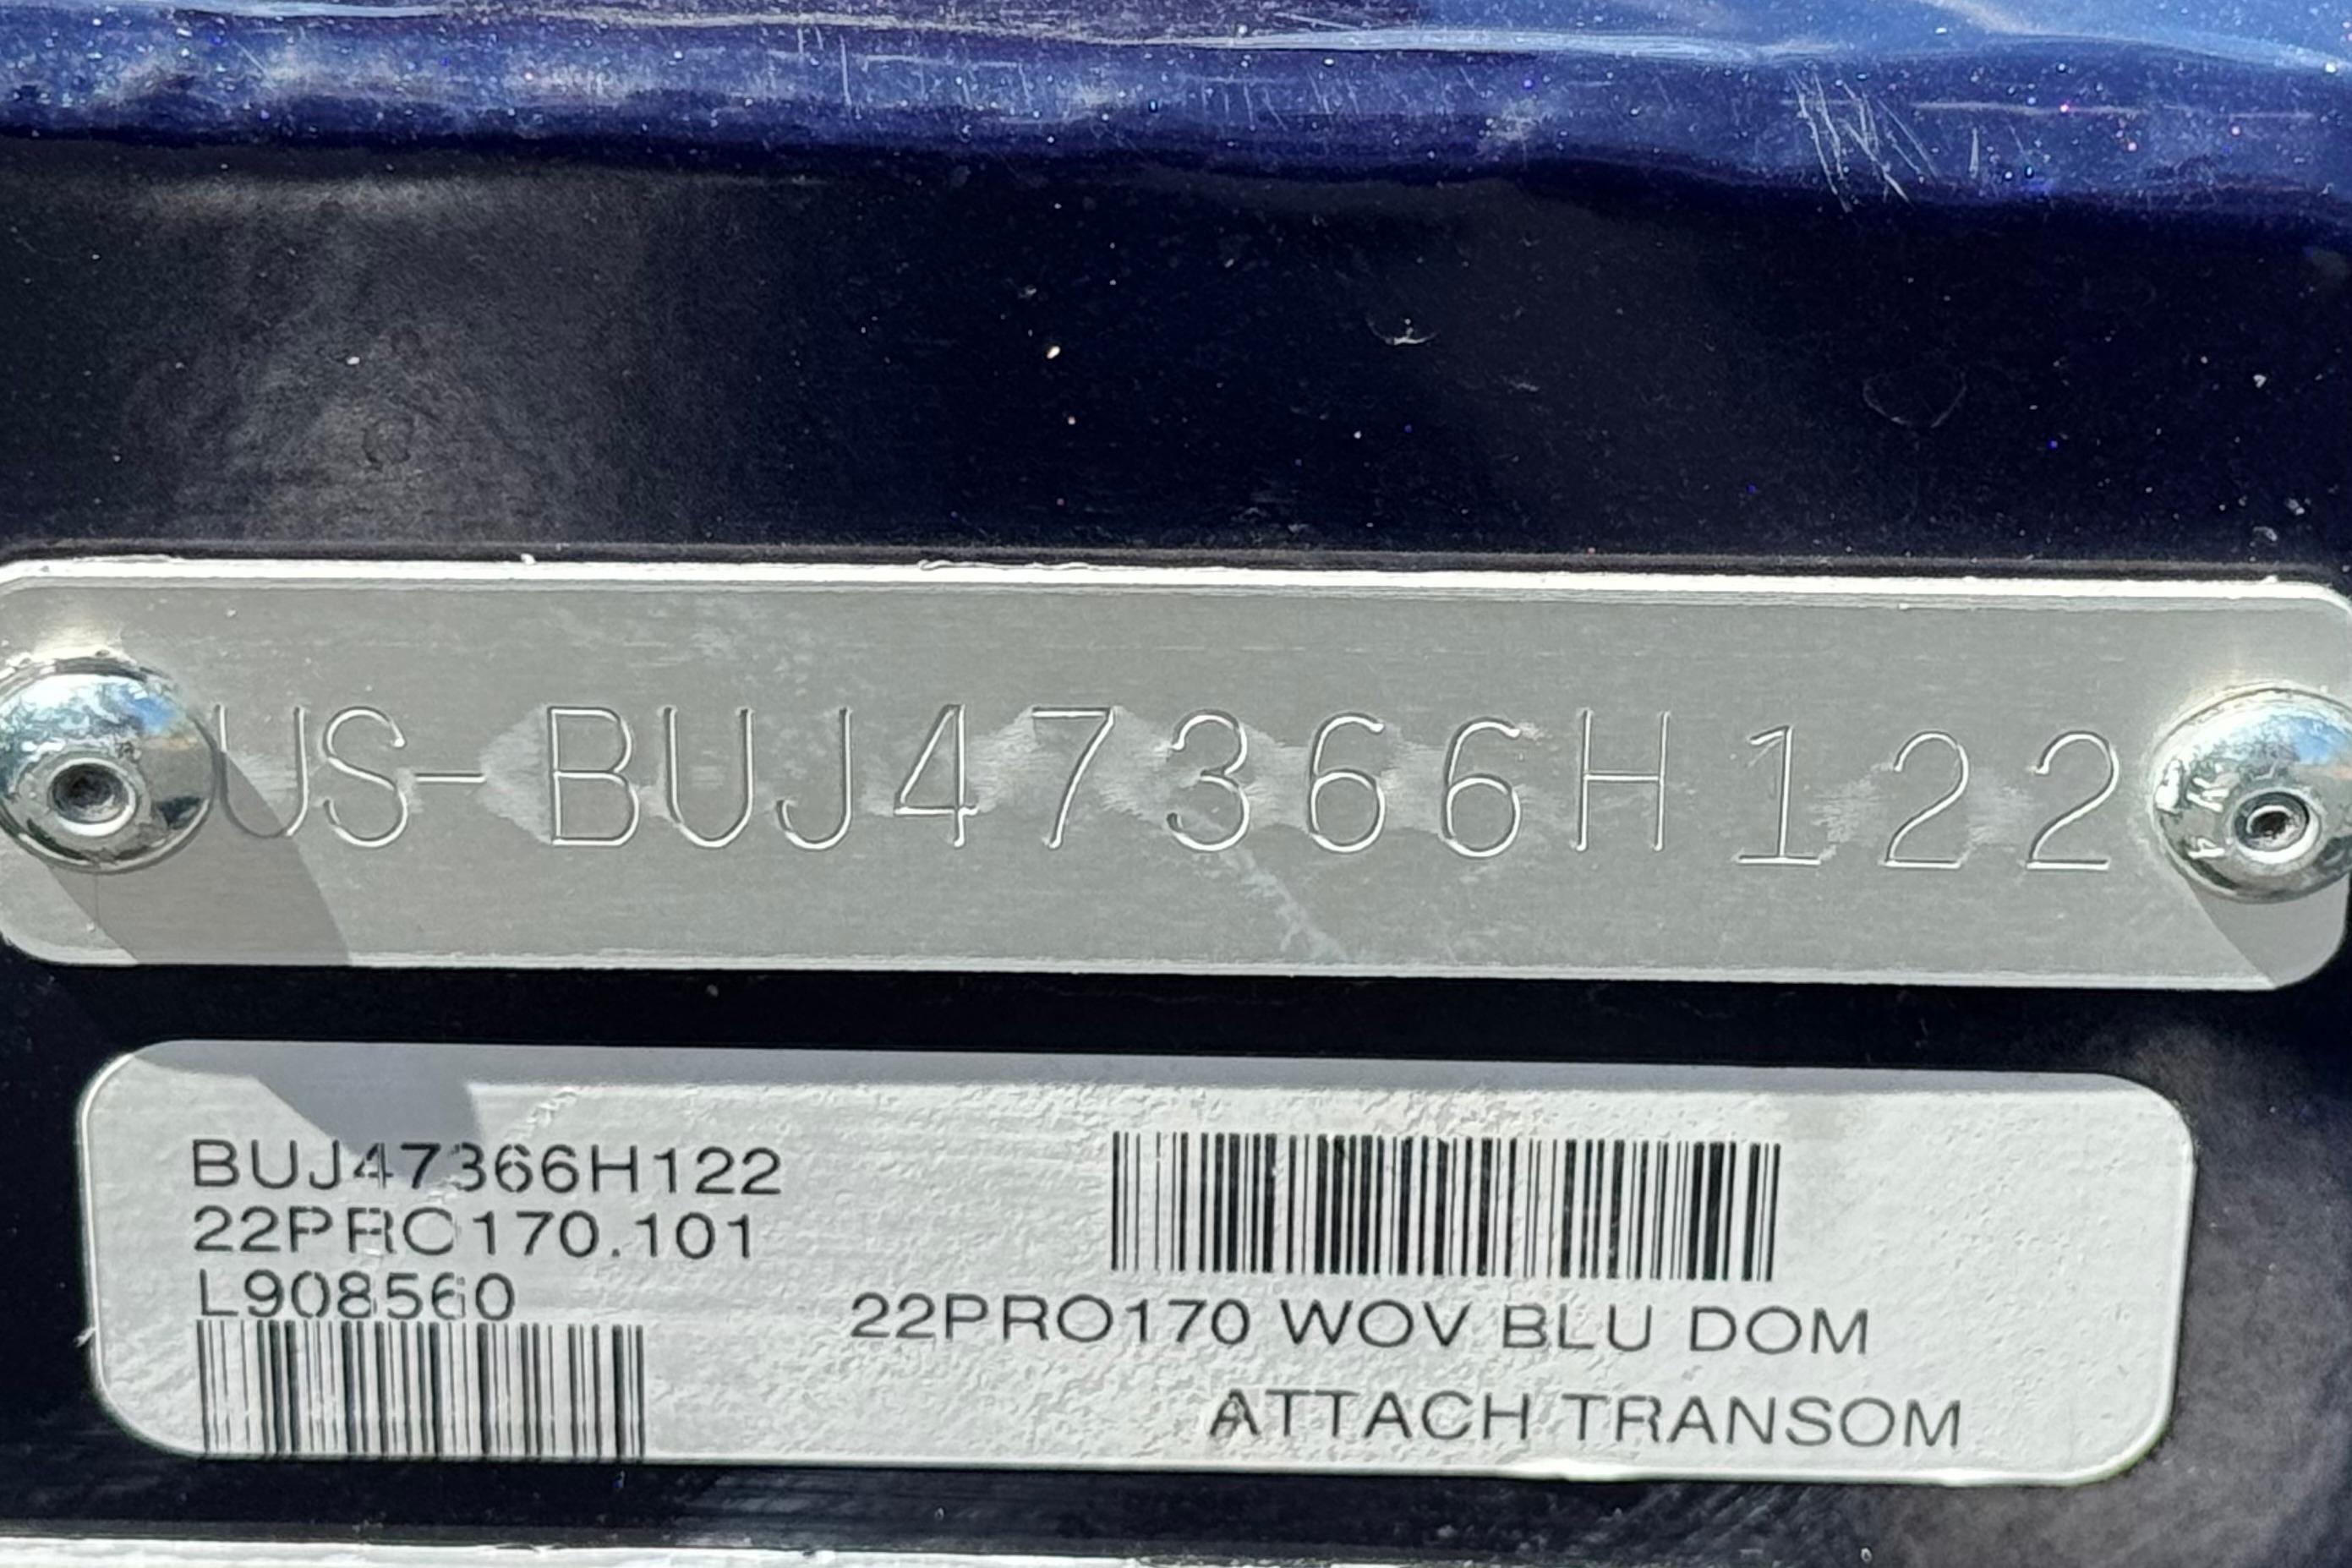 US-BUJ47366H122
BUJ47366H122
22PRO170.101
L908560
22PRO170 WOV BLU DOM
ATTACH TRANSOM